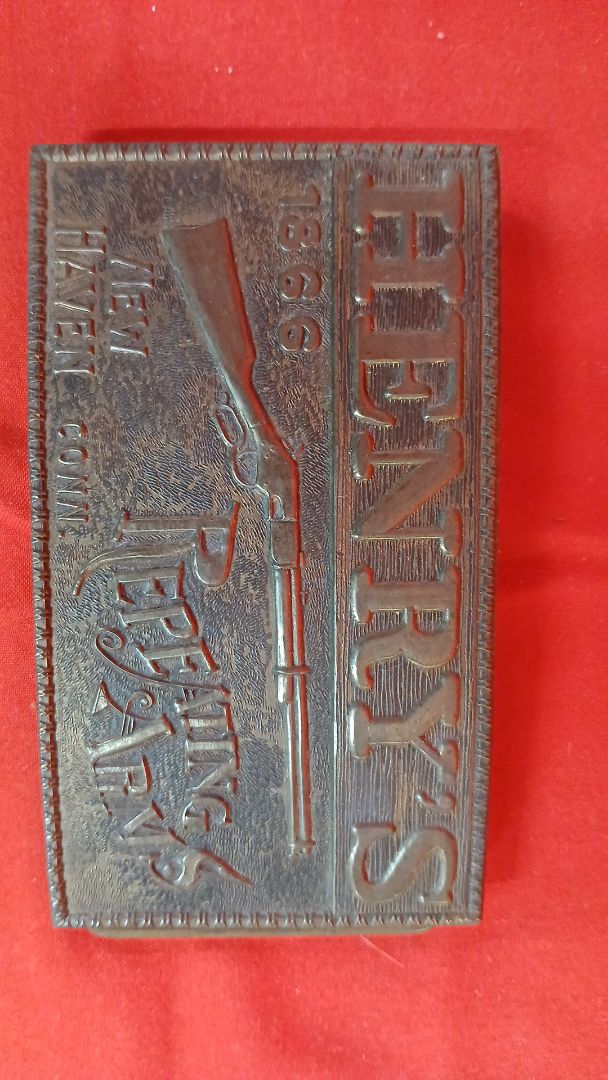 HENRY'S
1866
NEW
HAVEN CONN.
REPEATING
ARMS